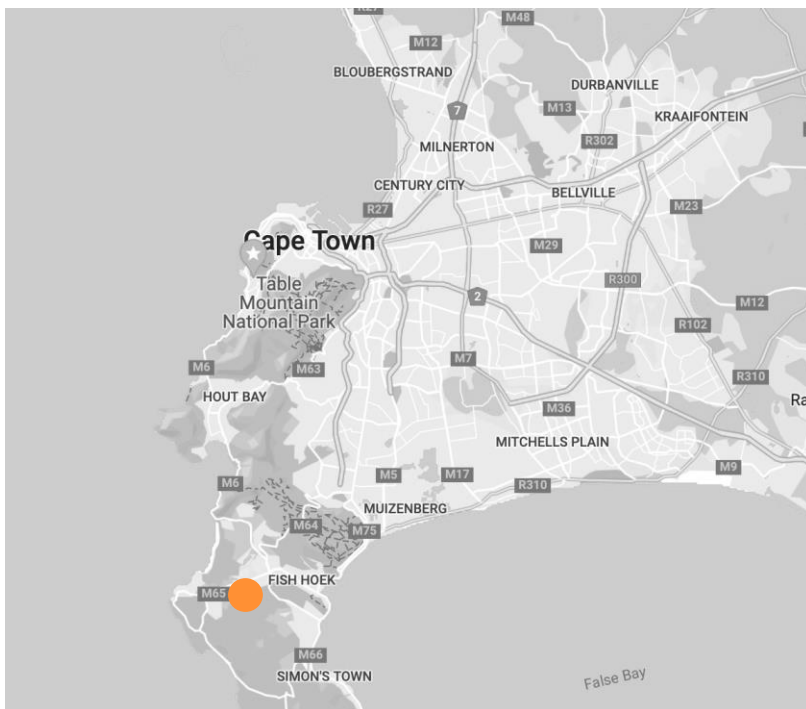 R27
M48
M12
BLOUBERGSTRAND
DURBANVILLE
M13
7
KRAAIFONTEIN
R302
MILNERTON
CENTURY CITY
BELLVILLE
R27
M23
Cape Town
M29
Table
Mountain
National Park
R300
2
M12
R102
M7
M6
M63
R310
HOUT BAY
Ra
M36
MITCHELLS PLAIN
M9
M5
M17
M6
R310
MUIZENBERG
M64
M75
FISH HOEK
M65
M66
SIMON'S TOWN
False Bay